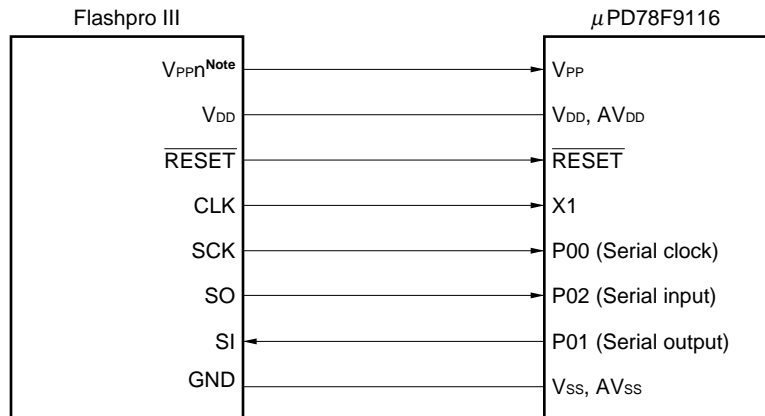 Flashpro III
μPD78F9116
VPPnNote
VPP
VDD
VDD, AVDD
RESET
RESET
CLK
X1
SCK
P00 (Serial clock)
SO
P02 (Serial input)
SI
P01 (Serial output)
GND
VSS, AVSS